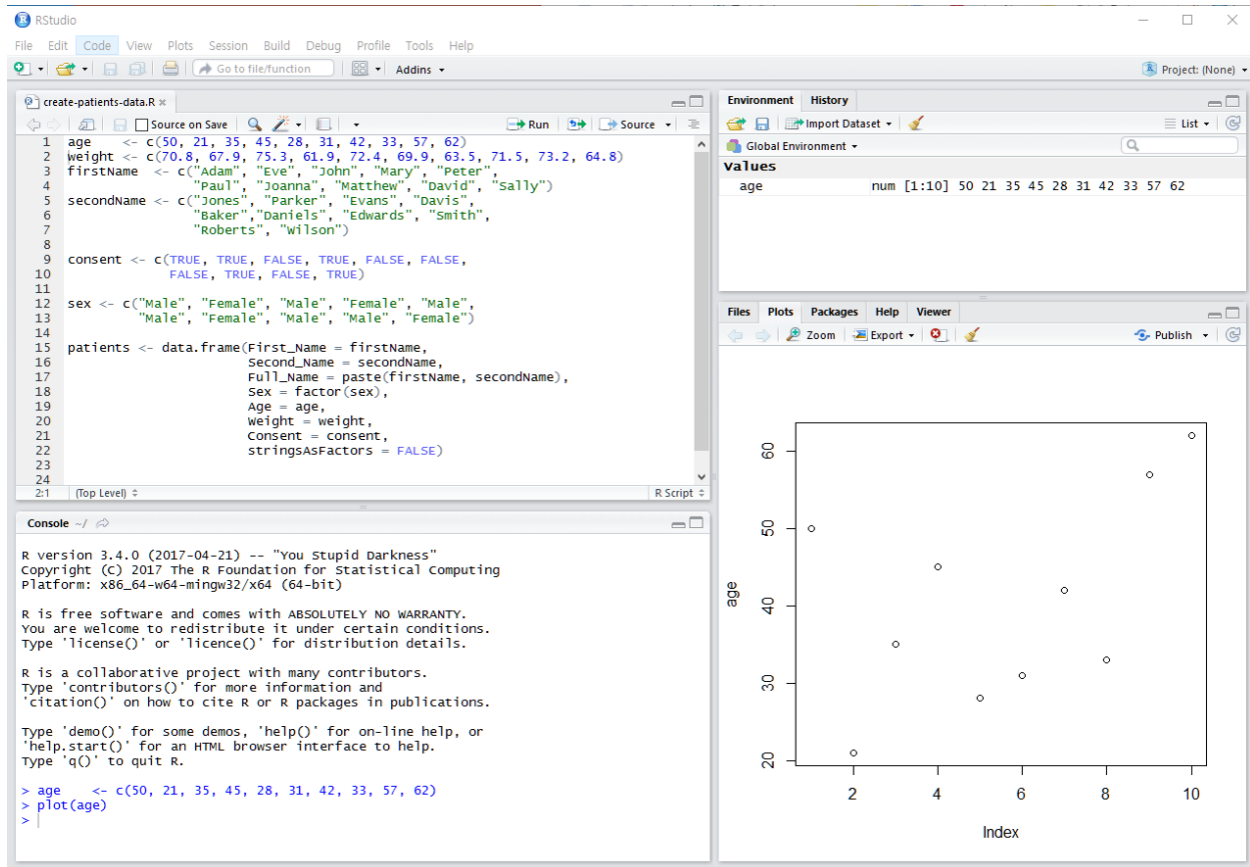 RStudio
File Edit Code View Plots Session Build Debug Profile Tools Help
Go to file/function Addins Project: (None)
create-patients-data.R
Source on Save Run Source
1 age    <- c(50, 21, 35, 45, 28, 31, 42, 33, 57, 62)
2 weight <- c(70.8, 67.9, 75.3, 61.9, 72.4, 69.9, 63.5, 71.5, 73.2, 64.8)
3 firstName  <- c("Adam", "Eve", "John", "Mary", "Peter",
4                 "Paul", "Joanna", "Matthew", "David", "Sally")
5 secondName <- c("Jones", "Parker", "Evans", "Davis",
6                 "Baker","Daniels", "Edwards", "Smith",
7                 "Roberts", "Wilson")
8
9 consent <- c(TRUE, TRUE, FALSE, TRUE, FALSE, FALSE,
10              FALSE, TRUE, FALSE, TRUE)
11
12 sex <- c("Male", "Female", "Male", "Female", "Male",
13          "Male", "Female", "Male", "Male", "Female")
14
15 patients <- data.frame(First_Name = firstName,
16                        Second_Name = secondName,
17                        Full_Name = paste(firstName, secondName),
18                        Sex = factor(sex),
19                        Age = age,
20                        Weight = weight,
21                        Consent = consent,
22                        stringsAsFactors = FALSE)
23
24
2:1 (Top Level) R Script
Console ~/
R version 3.4.0 (2017-04-21) -- "You Stupid Darkness"
Copyright (C) 2017 The R Foundation for Statistical Computing
Platform: x86_64-w64-mingw32/x64 (64-bit)
R is free software and comes with ABSOLUTELY NO WARRANTY.
You are welcome to redistribute it under certain conditions.
Type 'license()' or 'licence()' for distribution details.
R is a collaborative project with many contributors.
Type 'contributors()' for more information and
'citation()' on how to cite R or R packages in publications.
Type 'demo()' for some demos, 'help()' for on-line help, or
'help.start()' for an HTML browser interface to help.
Type 'q()' to quit R.
> age    <- c(50, 21, 35, 45, 28, 31, 42, 33, 57, 62)
> plot(age)
>
Environment History
Import Dataset List
Global Environment
Values
age num [1:10] 50 21 35 45 28 31 42 33 57 62
Files Plots Packages Help Viewer
Zoom Export Publish
60
50
40
30
20
age
2 4 6 8 10
Index